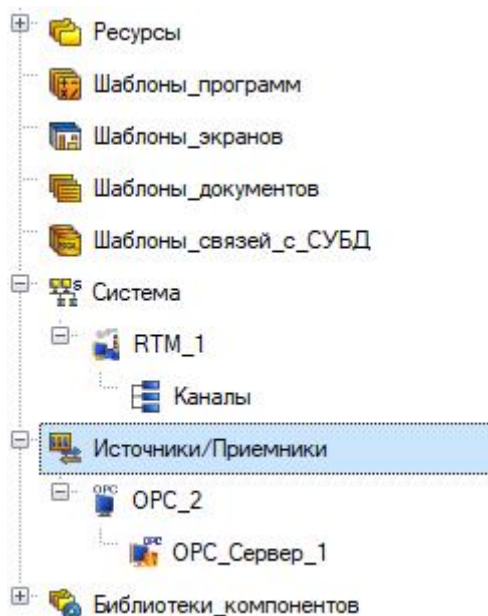 Ресурсы
Шаблоны_программ
Шаблоны_экранов
Шаблоны_документов
Шаблоны_связей_с_СУБД
Система
RTM_1
Каналы
Источники/Приемники
OPC_2
OPC_Сервер_1
Библиотеки_компонентов